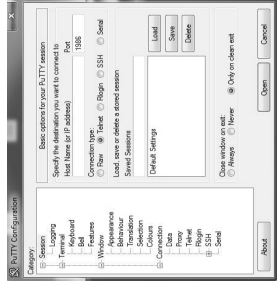 PuTTY Configuration
Category:
Session
Logging
Terminal
Keyboard
Bell
Features
Window
Appearance
Behaviour
Translation
Selection
Colours
Connection
Data
Proxy
Telnet
Rlogin
SSH
Serial
Basic options for your PuTTY session
Specify the destination you want to connect to
Host Name (or IP address)
Port
1986
Connection type:
Raw
Telnet
Rlogin
SSH
Serial
Load, save or delete a stored session
Saved Sessions
Default Settings
Load
Save
Delete
Close window on exit:
Always
Never
Only on clean exit
About
Open
Cancel